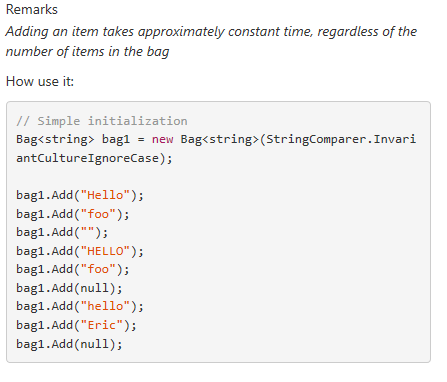 Remarks
Adding an item takes approximately constant time, regardless of the
number of items in the bag
How use it:
// Simple initialization
Bag<string> bag1 = new Bag<string>(StringComparer.Invari
antCultureIgnoreCase);
bag1.Add("Hello");
bag1.Add("foo");
bag1.Add("");
bag1.Add("HELLO");
bag1.Add("foo");
bag1.Add(null);
bag1.Add("hello");
bag1.Add("Eric");
bag1.Add(null);